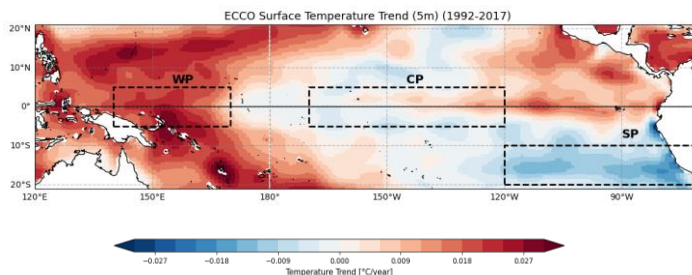 ECCO Surface Temperature Trend (5m) (1992-2017)
20°N
10°N
0°
10°S
20°S
WP
CP
SP
120°E 150°E 180° 150°W 120°W 90°W
−0.027 −0.018 −0.009 0.000 0.009 0.018 0.027
Temperature Trend [°C/year]